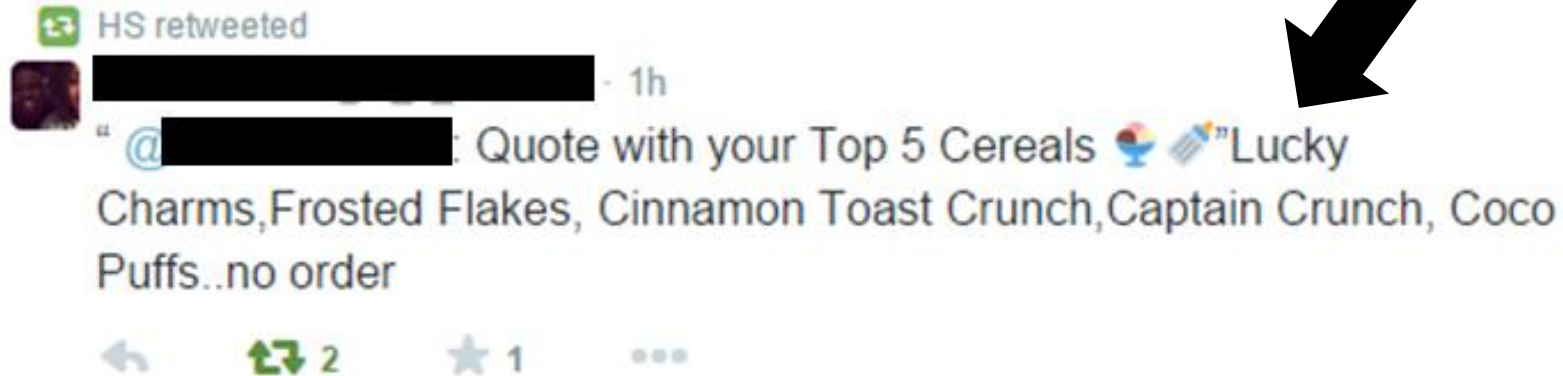 HS retweeted
· 1h
“ @ : Quote with your Top 5 Cereals 🍨 🍼”Lucky
Charms,Frosted Flakes, Cinnamon Toast Crunch,Captain Crunch, Coco
Puffs..no order
2 1